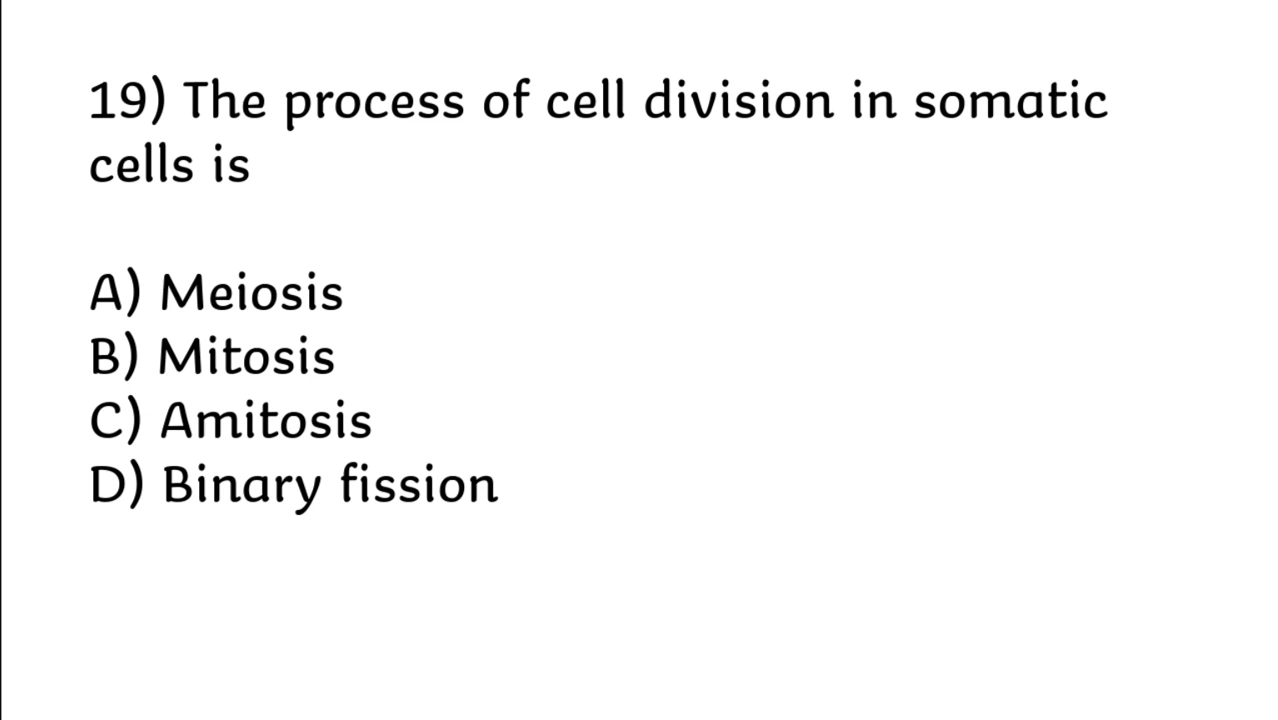 19) The process of cell division in somatic
cells is
A) Meiosis
B) Mitosis
C) Amitosis
D) Binary fission